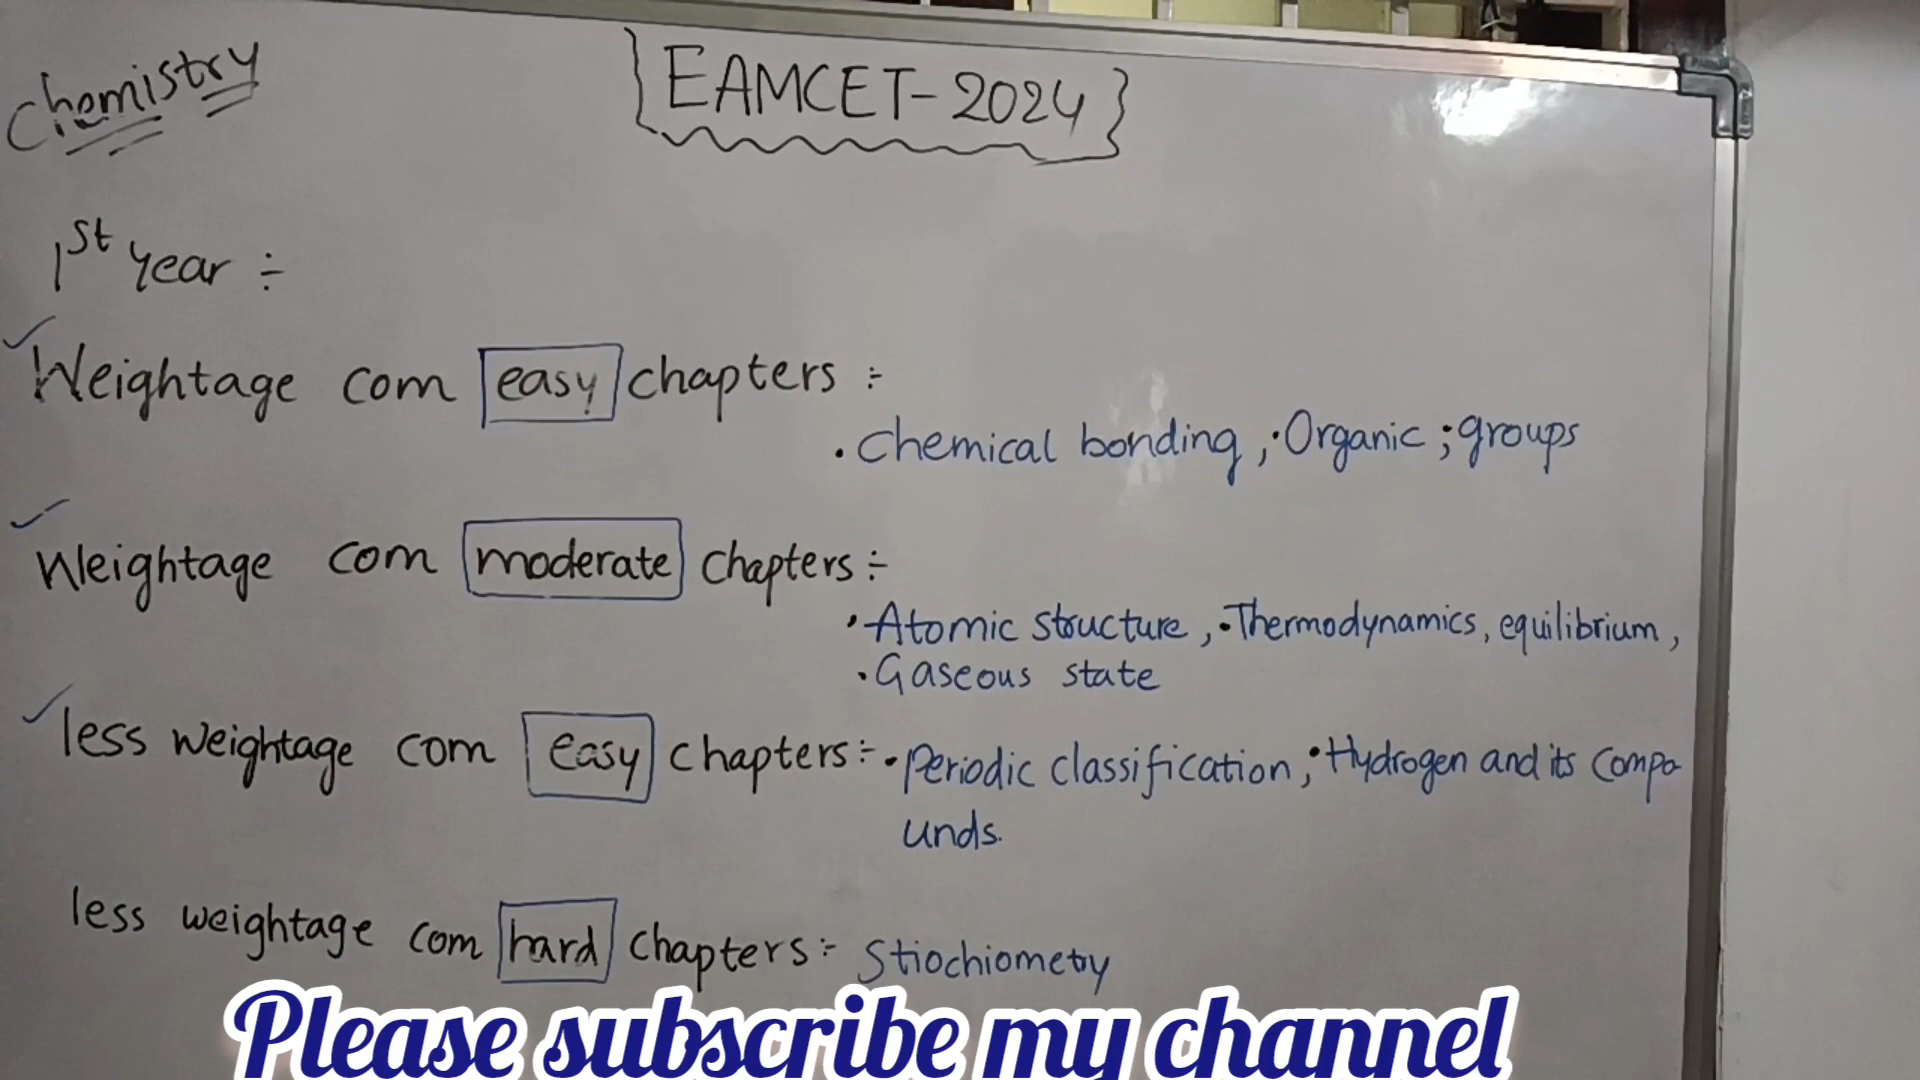 Chemistry
EAMCET-2024
1st year ÷
Weightage com easy chapters ÷
• Chemical bonding, • Organic ; groups
Weightage com moderate chapters ÷
• Atomic structure, • Thermodynamics, equilibrium,
• Gaseous state
less weightage com easy chapters ÷ • Periodic classification, • Hydrogen and its compo-
unds.
less weightage com hard chapters ÷ Stiochiometry
Please subscribe my channel